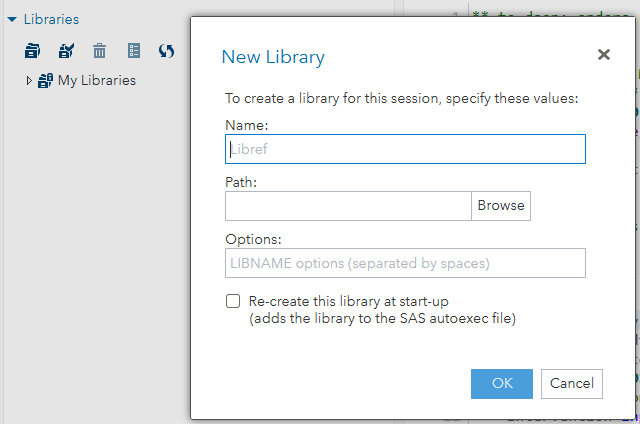 Libraries
My Libraries
New Library
To create a library for this session, specify these values:
Name:
Libref
Path:
Browse
Options:
LIBNAME options (separated by spaces)
Re-create this library at start-up
(adds the library to the SAS autoexec file)
OK
Cancel